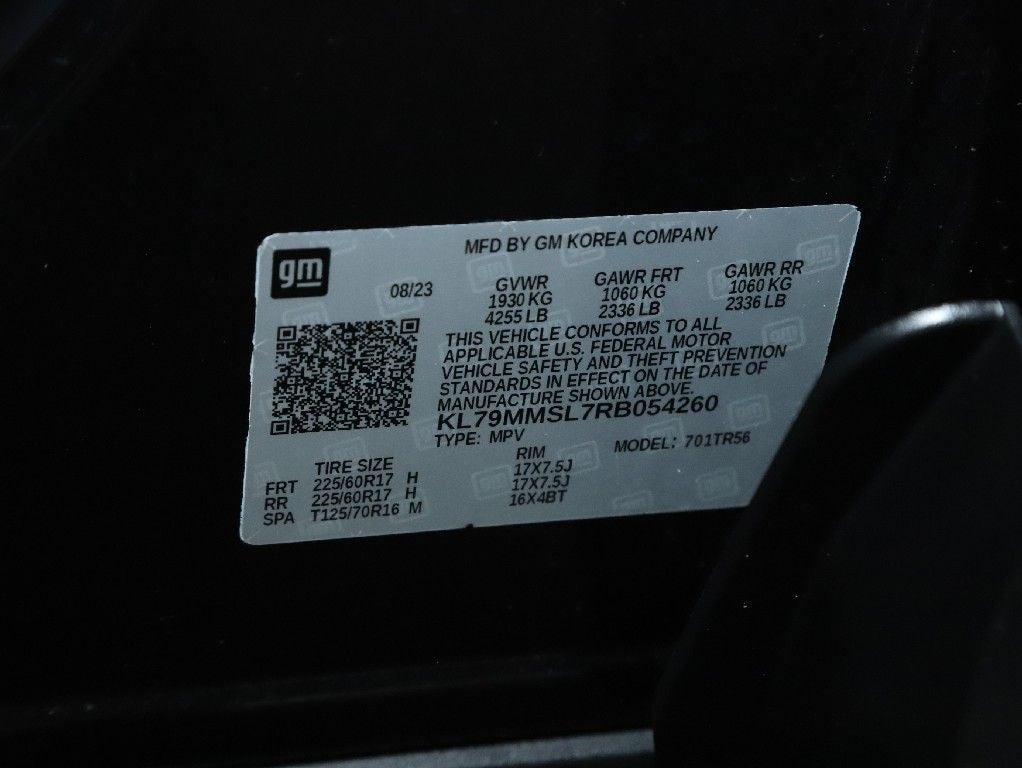 MFD BY GM KOREA COMPANY
gm
08/23
GVWR GAWR FRT GAWR RR
1930 KG 1060 KG 1060 KG
4255 LB 2336 LB 2336 LB
THIS VEHICLE CONFORMS TO ALL
APPLICABLE U.S. FEDERAL MOTOR
VEHICLE SAFETY AND THEFT PREVENTION
STANDARDS IN EFFECT ON THE DATE OF
MANUFACTURE SHOWN ABOVE.
KL79MMSL7RB054260
TYPE: MPV MODEL: 701TR56
TIRE SIZE RIM
FRT 225/60R17 H 17X7.5J
RR 225/60R17 H 17X7.5J
SPA T125/70R16 M 16X4BT